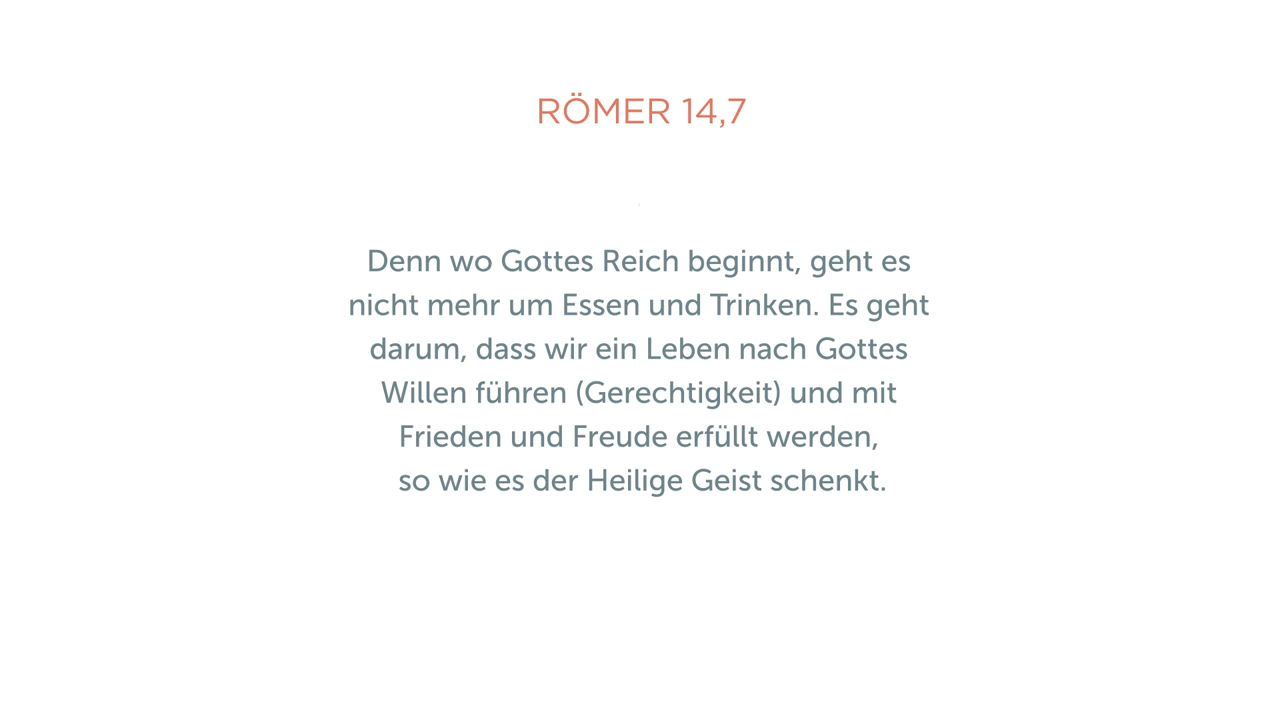 RÖMER 14,7
Denn wo Gottes Reich beginnt, geht es
nicht mehr um Essen und Trinken. Es geht
darum, dass wir ein Leben nach Gottes
Willen führen (Gerechtigkeit) und mit
Frieden und Freude erfüllt werden,
so wie es der Heilige Geist schenkt.